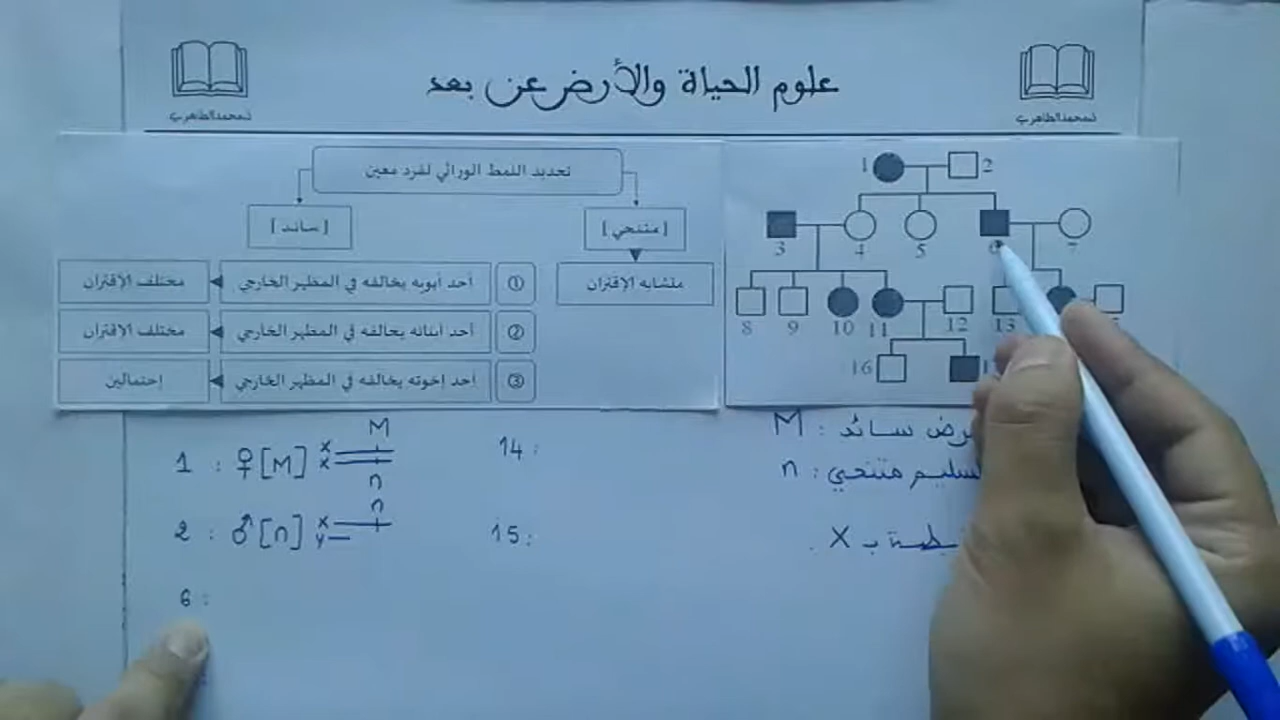 علوم الحياة والأرض عن بعد
ذ.محمد الطاهري
ذ.محمد الطاهري
تحديد النمط الوراثي لفرد معين
[سائد]
[متنحي]
متشابه الإقتران
① أحد أبويه يخالفه في المظهر الخارجي
مختلف الإقتران
② أحد أبنائه يخالفه في المظهر الخارجي
مختلف الإقتران
③ أحد إخوته يخالفه في المظهر الخارجي
إحتمالين
1 2
3 4 5 6 7
8 9 10 11 12 13
16
سائد : M
متنحي : n
بـ X .
1 : ♀ [M] X X M n
2 : ♂ [n] X Y n
6 :
14 :
15 :